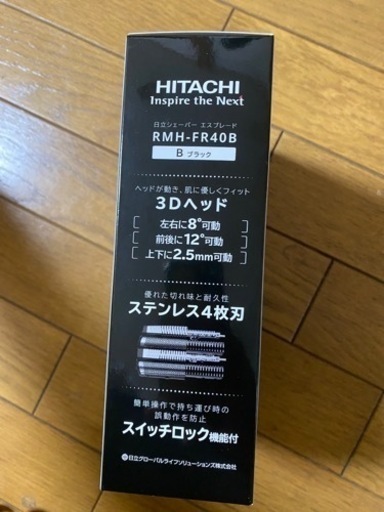 HITACHI
Inspire the Next
日立シェーバー エスブレード
RMH-FR40B
B ブラック
ヘッドが動き、肌に優しくフィット
3Dヘッド
左右に8°可動
前後に12°可動
上下に2.5mm可動
優れた切れ味と耐久性
ステンレス4枚刃
簡単操作で持ち運び時の
誤動作を防止
スイッチロック機能付
日立グローバルライフソリューションズ株式会社